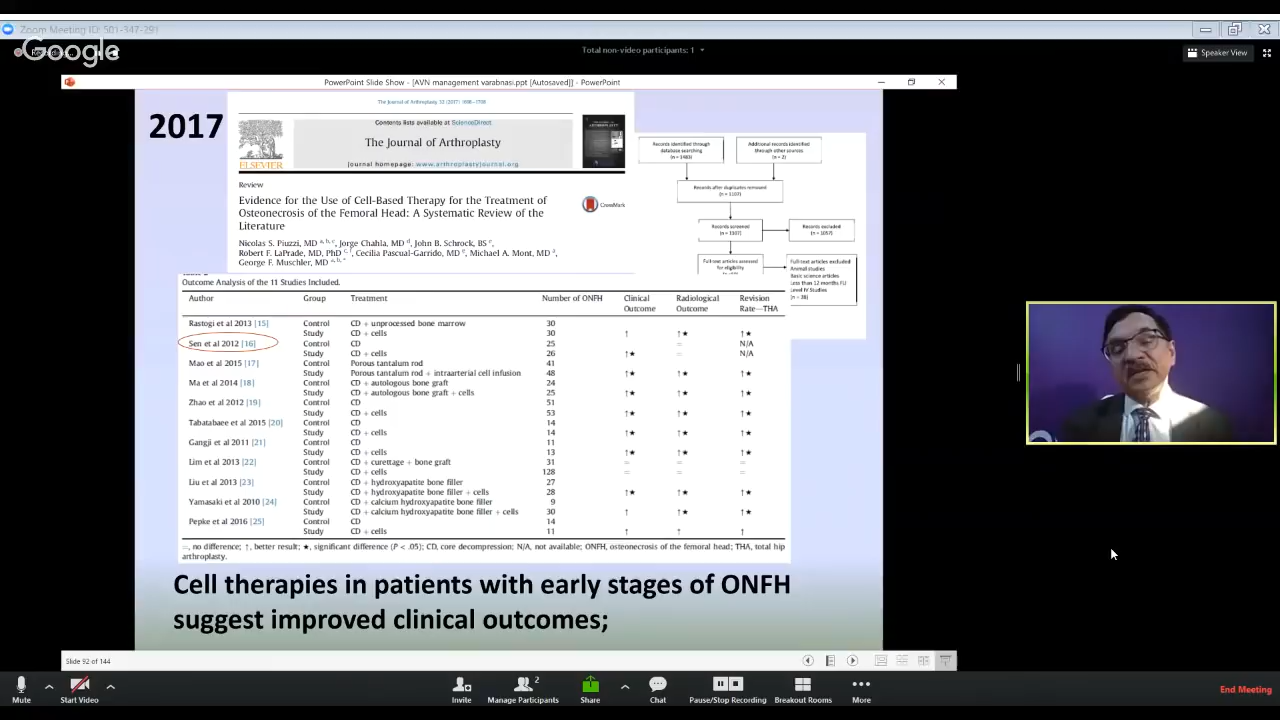 Zoom Meeting ID: 501-347-291
Google
Total non-video participants: 1
Speaker View
PowerPoint Slide Show - [AVN management varabnasi.ppt [Autosaved]] - PowerPoint
2017
The Journal of Arthroplasty 32 (2017)
Contents lists available at ScienceDirect
The Journal of Arthroplasty
journal homepage: www.arthroplastyjournal.org
ELSEVIER
Review
Evidence for the Use of Cell-Based Therapy for the Treatment of
Osteonecrosis of the Femoral Head: A Systematic Review of the
Literature
CrossMark
Nicolas S. Piuzzi, MD a, b, c, Jorge Chahla, MD d, John B. Schrock, BS e,
Robert F. LaPrade, MD, PhD c, f, Cecilia Pascual-Garrido, MD e, Michael A. Mont, MD a,
George F. Muschler, MD a, b, *
Records identified through
database searching
(n = 1483)
Additional records identified
through other sources
(n = 2)
Records after duplicates removed
(n = 1107)
Records screened
(n = 1107)
Records excluded
(n = 1057)
Full-text articles assessed
for eligibility
Full-text articles excluded
Animal studies
Basic science articles
Less than 12 months FU
Level IV Studies
(n = 38)
Outcome Analysis of the 11 Studies Included.
Author Group Treatment Number of ONFH Clinical Outcome Radiological Outcome Revision Rate—THA
Rastogi et al 2013 [15] Control CD + unprocessed bone marrow 30
Study CD + cells 30 ↑ ↑★ ↑★
Sen et al 2012 [16] Control CD 25 = N/A
Study CD + cells 26 ↑★ = N/A
Mao et al 2015 [17] Control Porous tantalum rod 41
Study Porous tantalum rod + intraarterial cell infusion 48 ↑★ ↑★ ↑★
Ma et al 2014 [18] Control CD + autologous bone graft 24
Study CD + autologous bone graft + cells 25 ↑★ ↑★ ↑★
Zhao et al 2012 [19] Control CD 51
Study CD + cells 53 ↑★ ↑★ ↑★
Tabatabaee et al 2015 [20] Control CD 14
Study CD + cells 14 ↑★ ↑★ ↑★
Gangji et al 2011 [21] Control CD 11
Study CD + cells 13 ↑★ ↑★ ↑★
Lim et al 2013 [22] Control CD + curettage + bone graft 31 = = =
Study CD + cells 128 = = =
Liu et al 2013 [23] Control CD + hydroxyapatite bone filler 27
Study CD + hydroxyapatite bone filler + cells 28 ↑★ ↑★ ↑★
Yamasaki et al 2010 [24] Control CD + calcium hydroxyapatite bone filler 9
Study CD + calcium hydroxyapatite bone filler + cells 30 ↑ ↑★ ↑★
Pepke et al 2016 [25] Control CD 14
Study CD + cells 11 ↑ ↑ ↑
=, no difference; ↑, better result; ★, significant difference (P < .05); CD, core decompression; N/A, not available; ONFH, osteonecrosis of the femoral head; THA, total hip
arthroplasty.
Cell therapies in patients with early stages of ONFH
suggest improved clinical outcomes;
Slide 92 of 144
Mute
Start Video
Invite
Manage Participants
2
Share
Chat
Pause/Stop Recording
Breakout Rooms
More
End Meeting